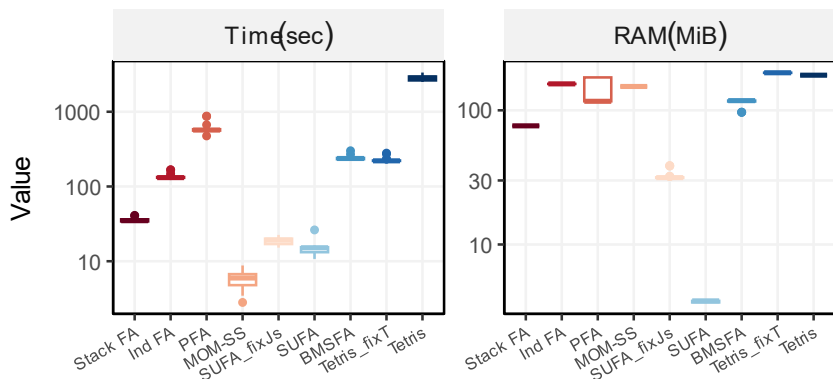 Time(sec)
RAM(MiB)
Value
1000
100
10
100
30
10
Stack FA
Ind FA
PFA
MOM-SS
SUFA_fixJs
SUFA
BMSFA
Tetris_fixT
Tetris
Stack FA
Ind FA
PFA
MOM-SS
SUFA_fixJs
SUFA
BMSFA
Tetris_fixT
Tetris